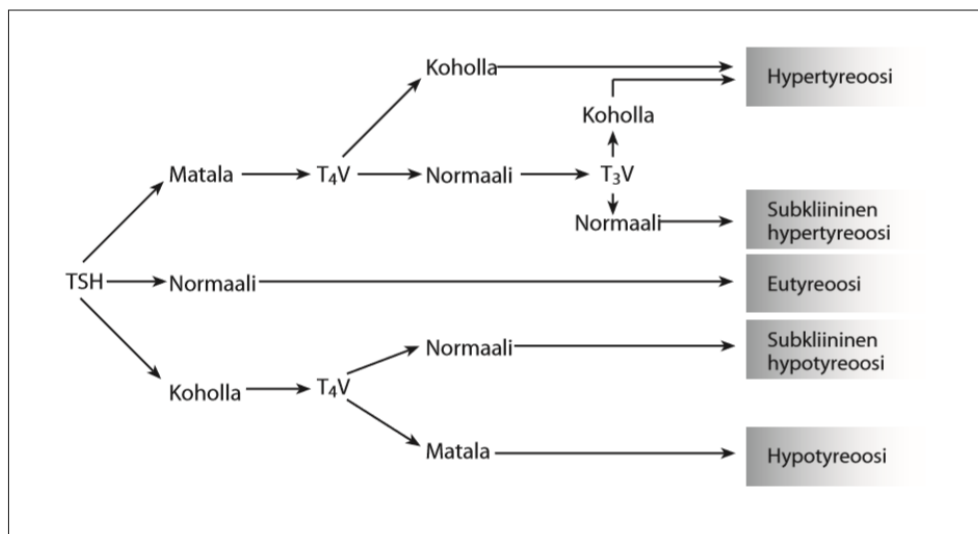 Koholla
Hypertyreoosi
Koholla
Matala
T₄V
Normaali
T₃V
Normaali
Subkliininen
hypertyreoosi
TSH
Normaali
Eutyreoosi
Normaali
Subkliininen
hypotyreoosi
Koholla
T₄V
Matala
Hypotyreoosi